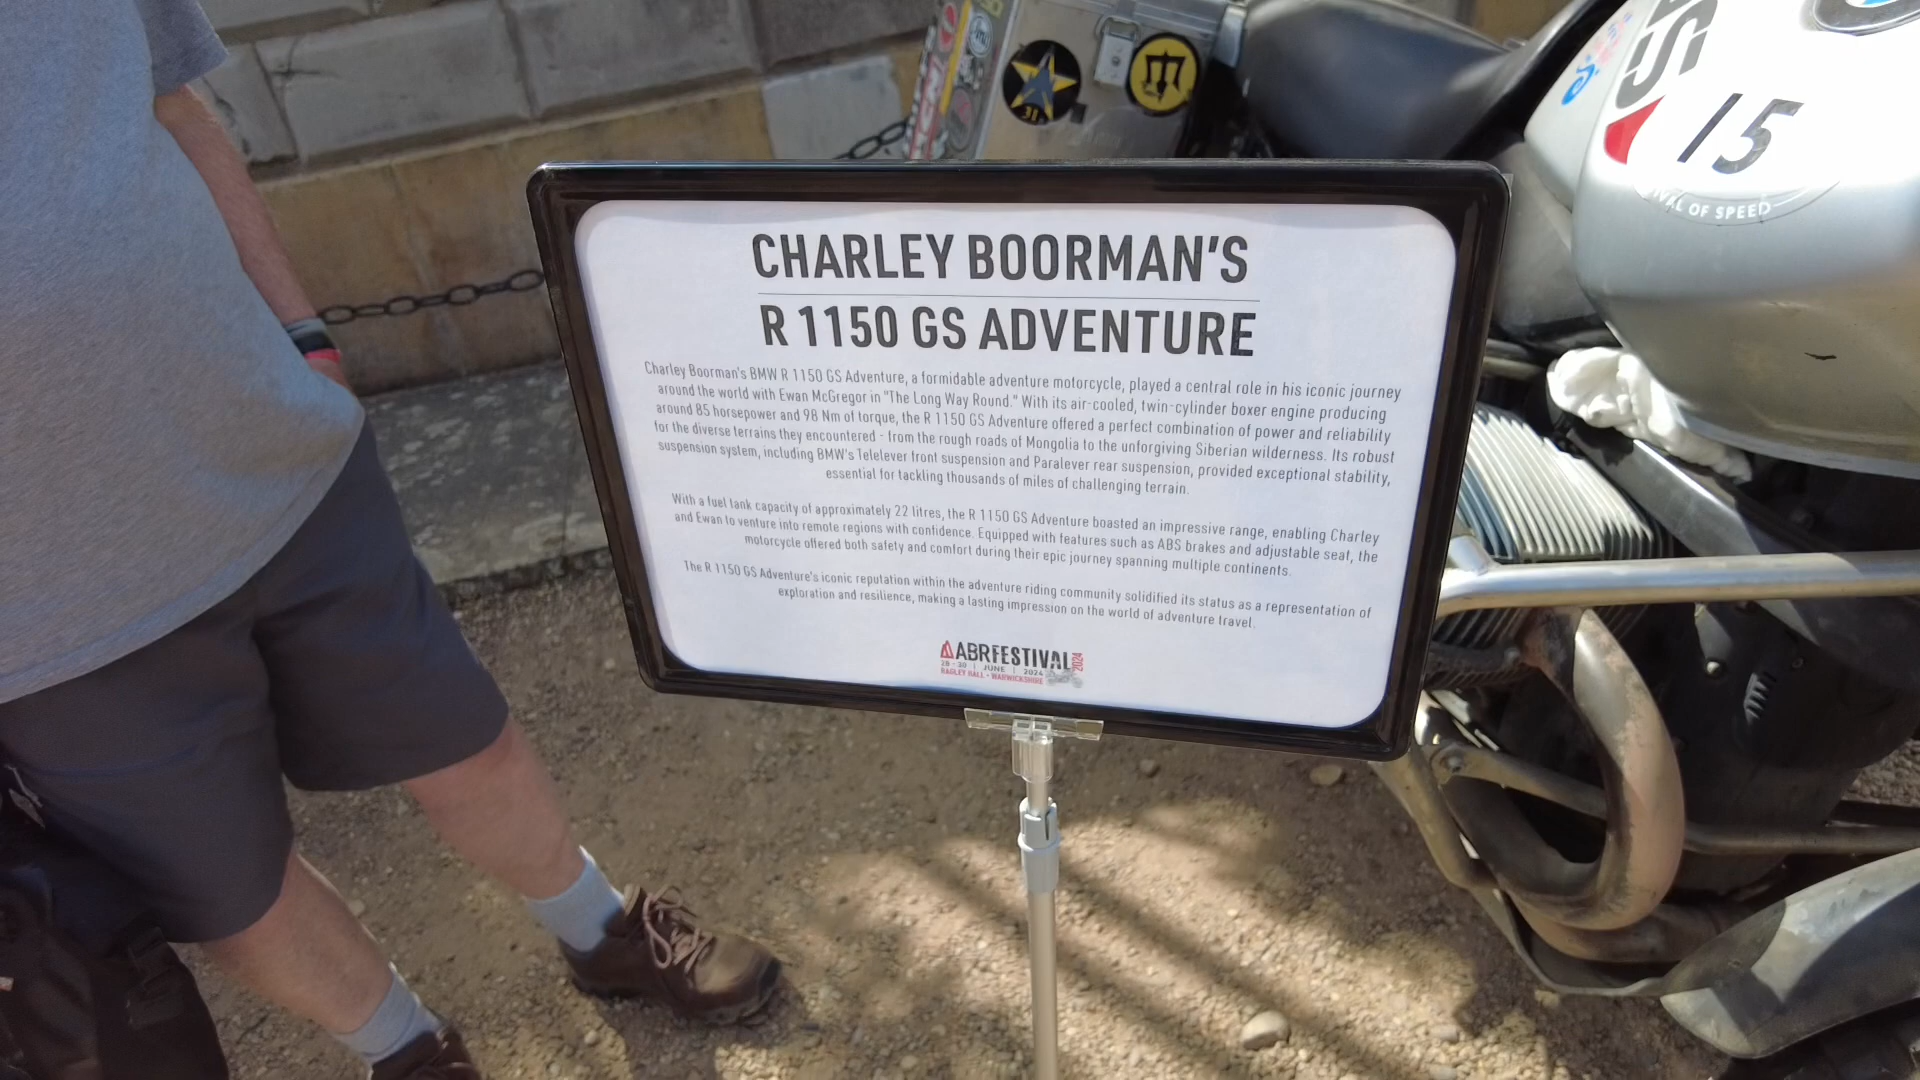 31
15
VAL OF SPEED
CHARLEY BOORMAN'S
R 1150 GS ADVENTURE
Charley Boorman's BMW R 1150 GS Adventure, a formidable adventure motorcycle, played a central role in his iconic journey
around the world with Ewan McGregor in "The Long Way Round." With its air-cooled, twin-cylinder boxer engine producing
around 85 horsepower and 98 Nm of torque, the R 1150 GS Adventure offered a perfect combination of power and reliability
for the diverse terrains they encountered - from the rough roads of Mongolia to the unforgiving Siberian wilderness. Its robust
suspension system, including BMW's Telelever front suspension and Paralever rear suspension, provided exceptional stability,
essential for tackling thousands of miles of challenging terrain.
With a fuel tank capacity of approximately 22 litres, the R 1150 GS Adventure boasted an impressive range, enabling Charley
and Ewan to venture into remote regions with confidence. Equipped with features such as ABS brakes and adjustable seat, the
motorcycle offered both safety and comfort during their epic journey spanning multiple continents.
The R 1150 GS Adventure's iconic reputation within the adventure riding community solidified its status as a representation of
exploration and resilience, making a lasting impression on the world of adventure travel.
ABRFESTIVAL 2024
28 - 30 | JUNE | 2024
RAGLEY HALL • WARWICKSHIRE